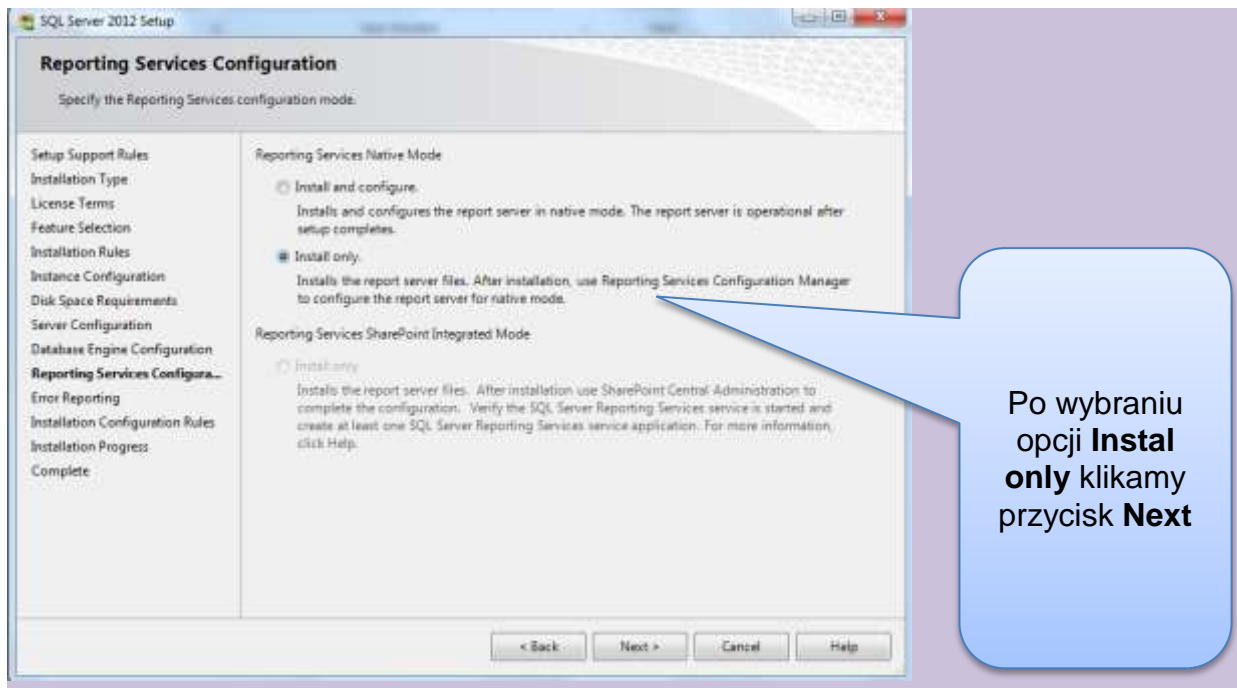 SQL Server 2012 Setup
Reporting Services Configuration
Specify the Reporting Services configuration mode.
Setup Support Rules
Installation Type
License Terms
Feature Selection
Installation Rules
Instance Configuration
Disk Space Requirements
Server Configuration
Database Engine Configuration
Reporting Services Configura...
Error Reporting
Installation Configuration Rules
Installation Progress
Complete
Reporting Services Native Mode
Install and configure.
Installs and configures the report server in native mode. The report server is operational after
setup completes.
Install only.
Installs the report server files. After installation, use Reporting Services Configuration Manager
to configure the report server for native mode.
Reporting Services SharePoint Integrated Mode
Install only.
Installs the report server files. After installation use SharePoint Central Administration to
complete the configuration. Verify the SQL Server Reporting Services service is started and
create at least one SQL Server Reporting Services service application. For more information,
click Help.
< Back
Next >
Cancel
Help
Po wybraniu
opcji Instal
only klikamy
przycisk Next